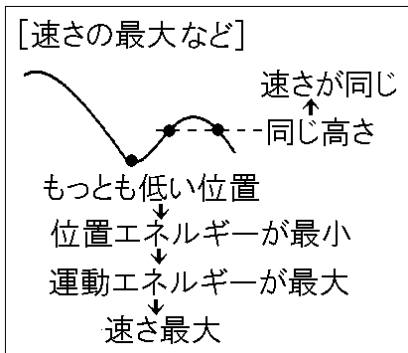 [速さの最大など]
速さが同じ
↑
同じ高さ
もっとも低い位置
↓
位置エネルギーが最小
↓
運動エネルギーが最大
↓
速さ最大